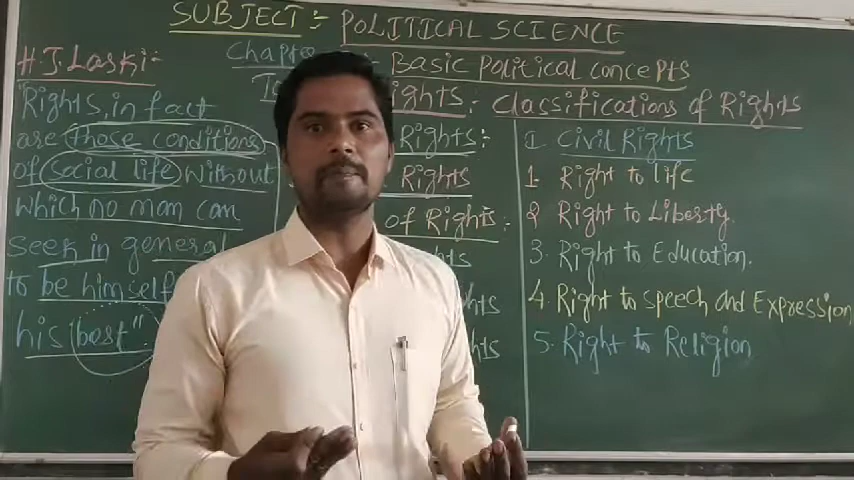 SUBJECT :- POLITICAL SCIENCE
Chapter BASIC POLITICAL CONCEPTS
RIGHTS
H.J. Laski :-
"Rights in fact
are those conditions
of social life without
which no man can
seek in general
to be himself
his best"
Rights :
Rights
of Rights :
Classifications of Rights
1. CIVIL RIGHTS
1 Right to life
2 Right to Liberty
3. Right to Education.
4. Right to Speech and Expression
5. Right to Religion